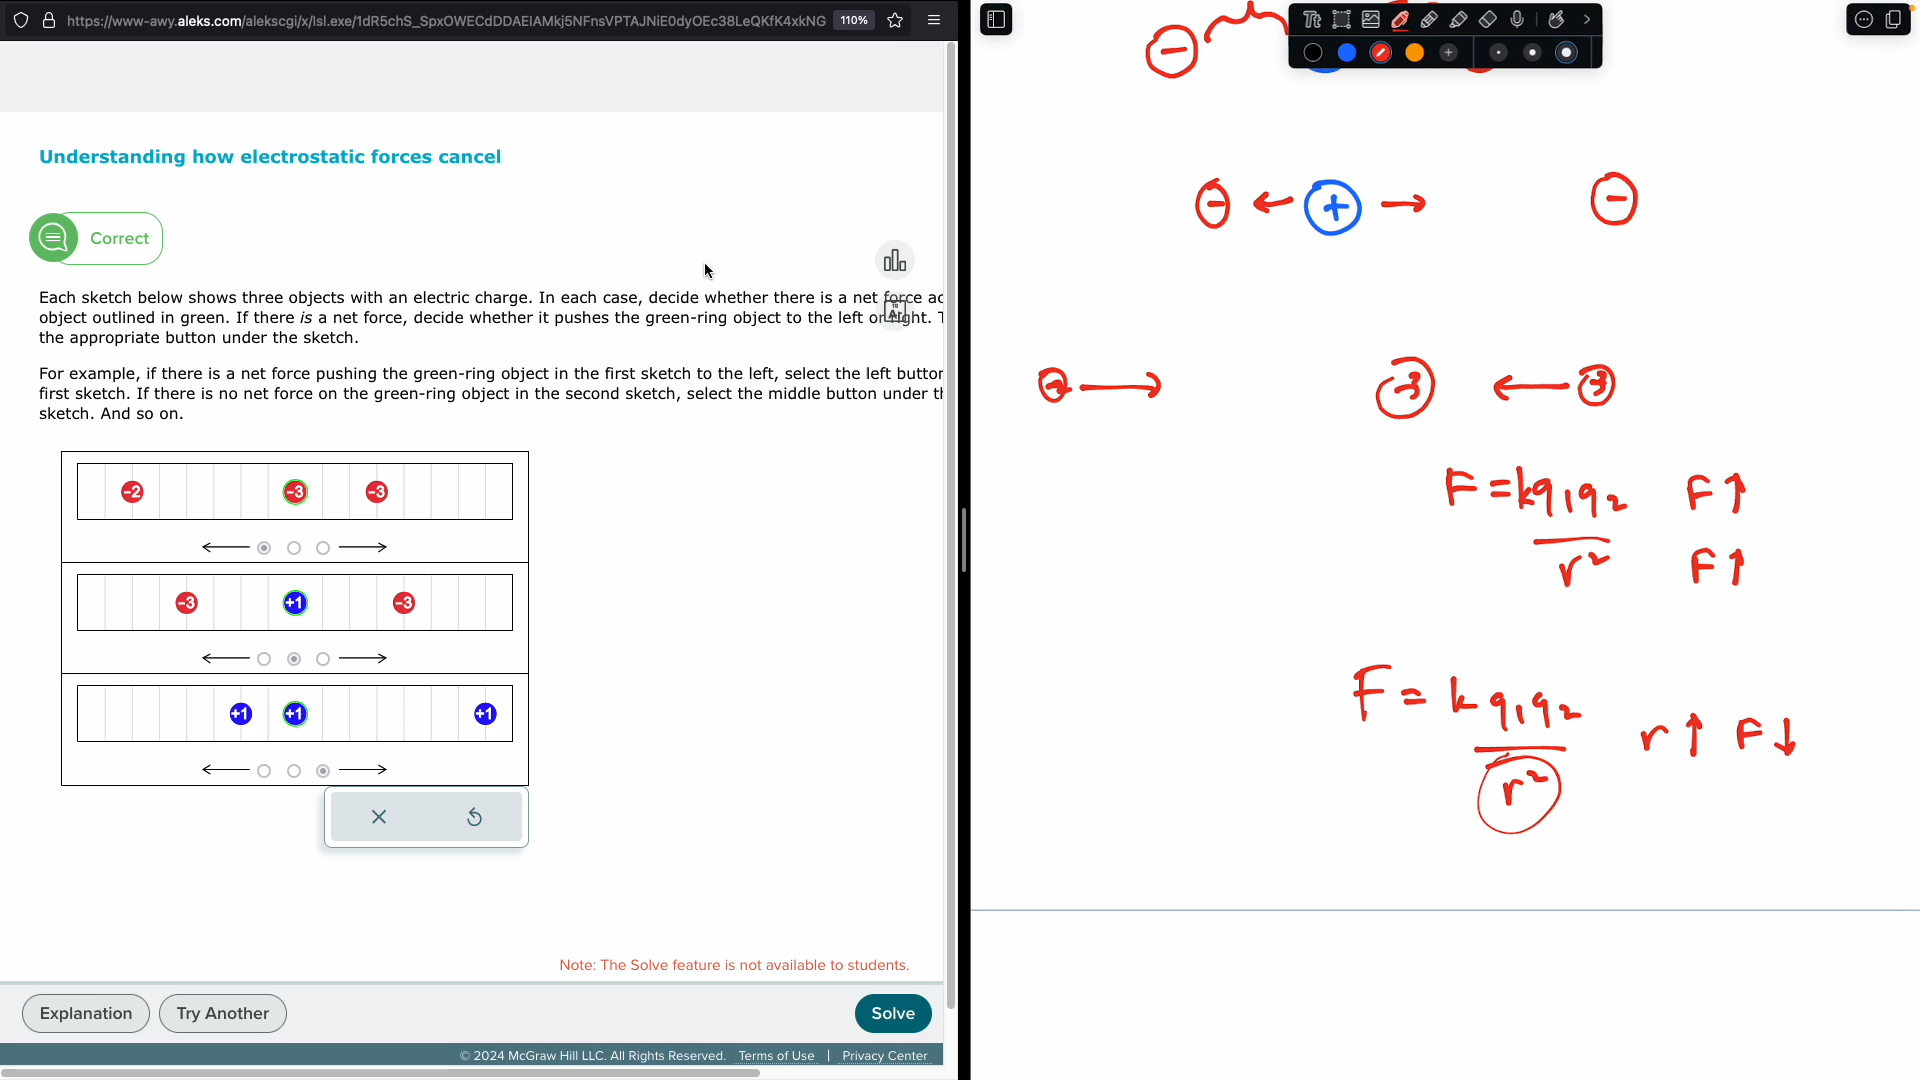 https://www-awy.aleks.com/alekscgi/x/lsl.exe/1dR5chS_SpxOWECdDDAEIAMkj5NFnsVPTAJNiE0dyOEc38LeQKfK4xkNG
110%
Understanding how electrostatic forces cancel
Correct
Each sketch below shows three objects with an electric charge. In each case, decide whether there is a net force ac
object outlined in green. If there is a net force, decide whether it pushes the green-ring object to the left or right. T
the appropriate button under the sketch.
For example, if there is a net force pushing the green-ring object in the first sketch to the left, select the left button
first sketch. If there is no net force on the green-ring object in the second sketch, select the middle button under th
sketch. And so on.
-2 -3 -3
-3 +1 -3
+1 +1 +1
Note: The Solve feature is not available to students.
Explanation
Try Another
Solve
© 2024 McGraw Hill LLC. All Rights Reserved. Terms of Use | Privacy Center
18
Ar
Tt
-
- ← + → -
→ -3 ← -3
F = kq1q2 F↑
r² F↑
F = kq1q2
r²
r↑ F↓